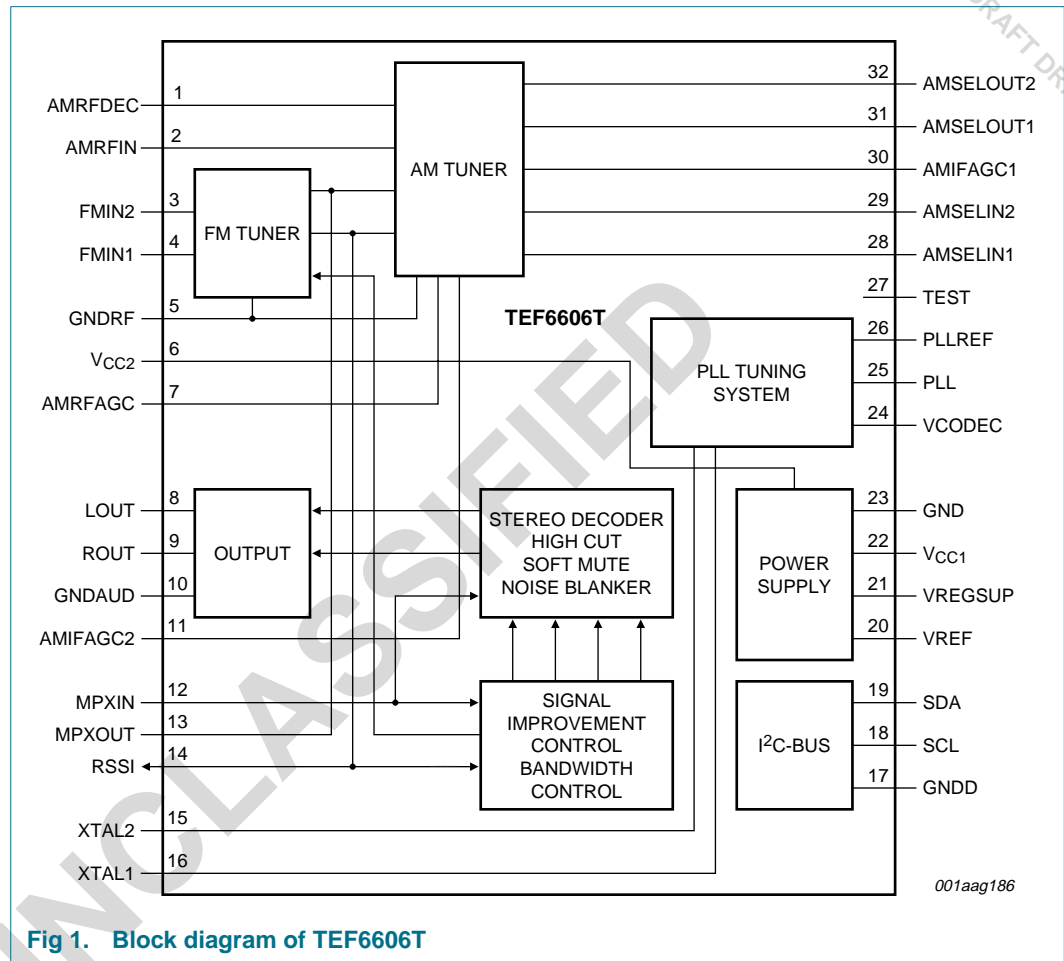 DRAFT DRA
1
AMRFDEC
2
AMRFIN
3
FMIN2
4
FMIN1
5
GNDRF
6
VCC2
7
AMRFAGC
8
LOUT
9
ROUT
10
GNDAUD
11
AMIFAGC2
12
MPXIN
13
MPXOUT
14
RSSI
15
XTAL2
16
XTAL1
AM TUNER
FM TUNER
TEF6606T
PLL TUNING
SYSTEM
OUTPUT
STEREO DECODER
HIGH CUT
SOFT MUTE
NOISE BLANKER
POWER
SUPPLY
SIGNAL
IMPROVEMENT
CONTROL
BANDWIDTH
CONTROL
I2C-BUS
32
AMSELOUT2
31
AMSELOUT1
30
AMIFAGC1
29
AMSELIN2
28
AMSELIN1
27
TEST
26
PLLREF
25
PLL
24
VCODEC
23
GND
22
VCC1
21
VREGSUP
20
VREF
19
SDA
18
SCL
17
GNDD
001aag186
Fig 1. Block diagram of TEF6606T
UNCLASSIFIED